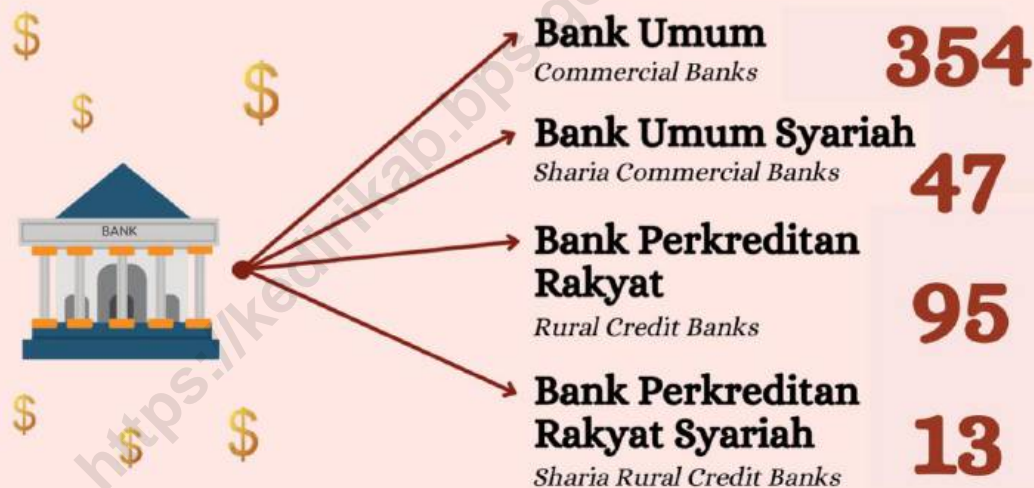 Bank Umum
Commercial Banks
354
Bank Umum Syariah
Sharia Commercial Banks
47
Bank Perkreditan
Rakyat
Rural Credit Banks
95
Bank Perkreditan
Rakyat Syariah
Sharia Rural Credit Banks
13
BANK
https://kedirikab.bps.go